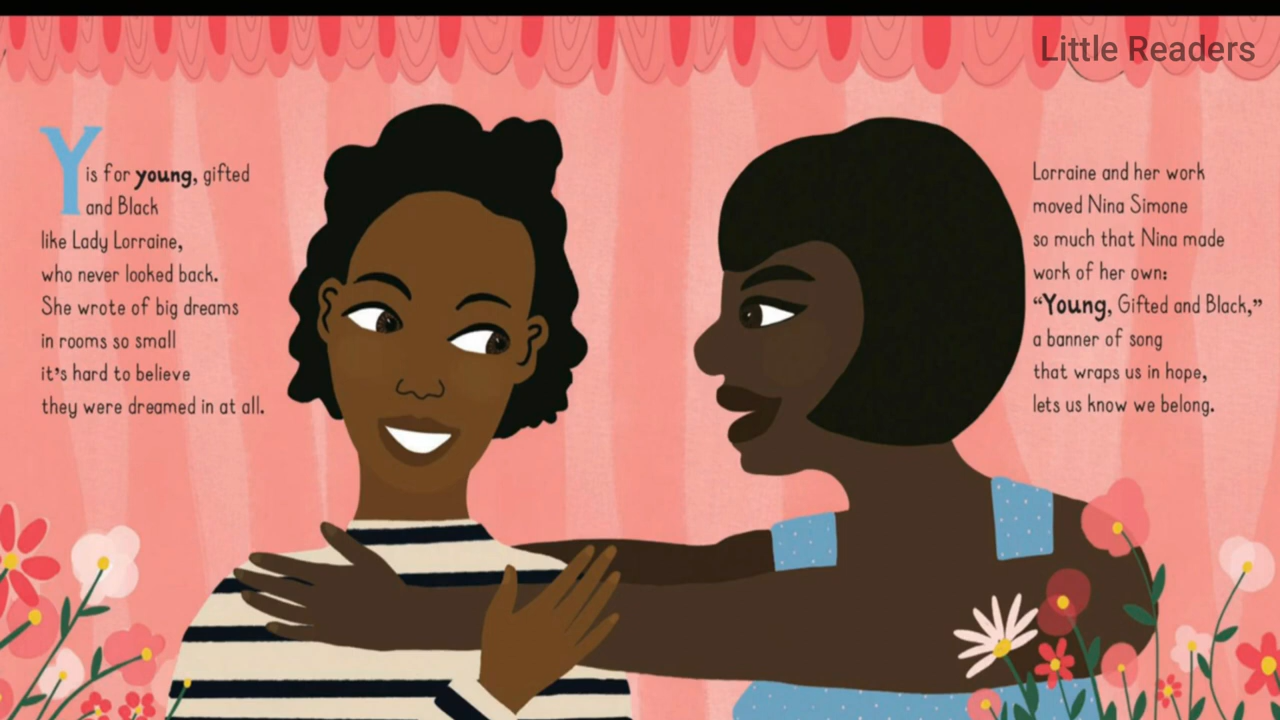 Little Readers
Y is for young, gifted
and Black
like Lady Lorraine,
who never looked back.
She wrote of big dreams
in rooms so small
it's hard to believe
they were dreamed in at all.
Lorraine and her work
moved Nina Simone
so much that Nina made
work of her own:
“Young, Gifted and Black,”
a banner of song
that wraps us in hope,
lets us know we belong.